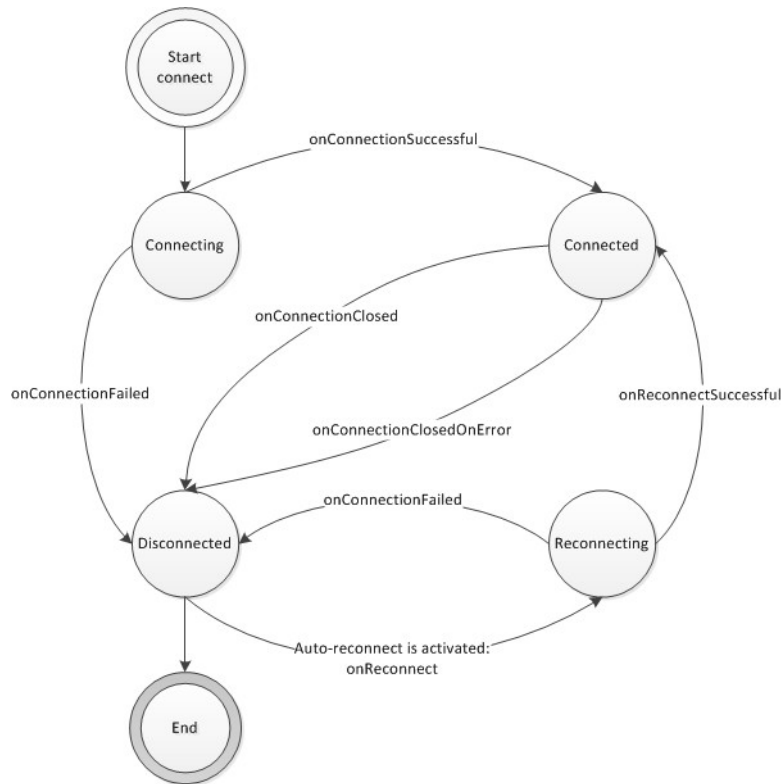 Start
connect
onConnectionSuccessful
Connecting
Connected
onConnectionClosed
onConnectionFailed
onReconnectSuccessful
onConnectionClosedOnError
onConnectionFailed
Disconnected
Reconnecting
Auto-reconnect is activated:
onReconnect
End